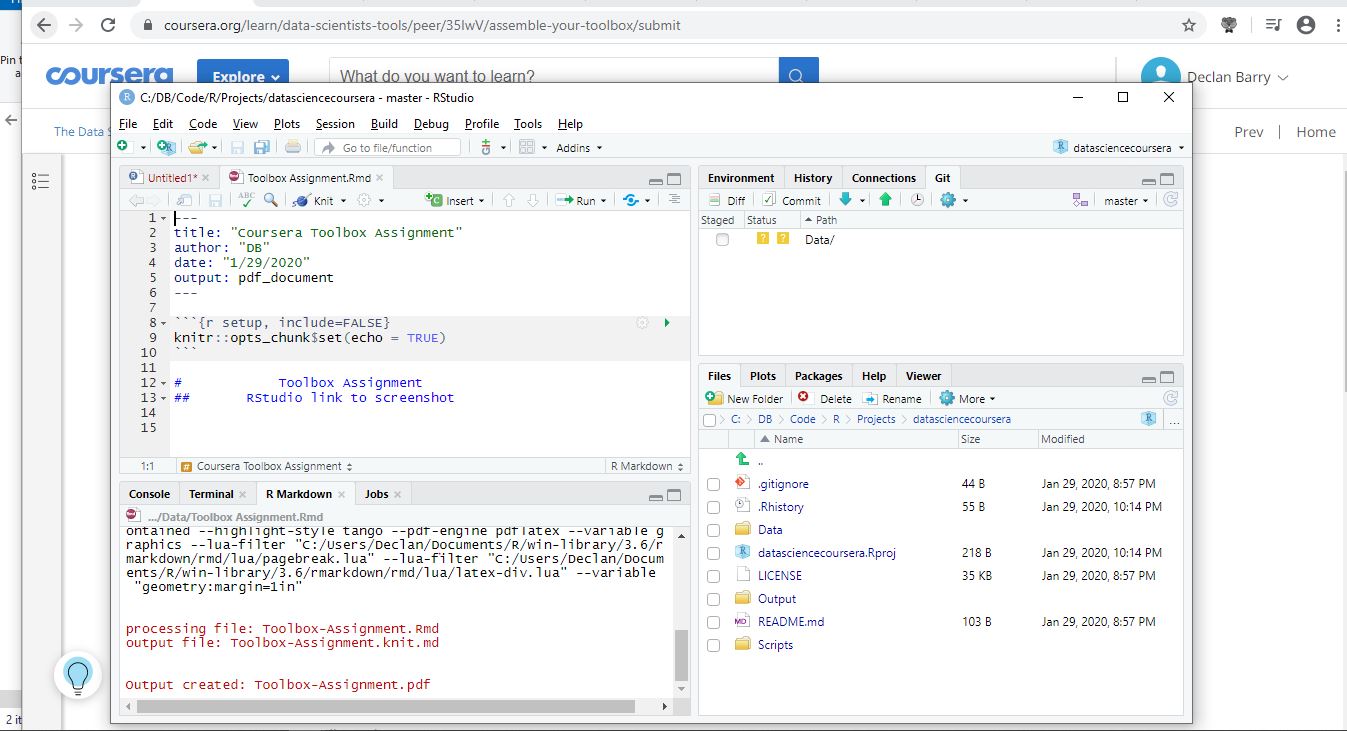 coursera.org/learn/data-scientists-tools/peer/35lwV/assemble-your-toolbox/submit
Pin t
a
coursera
Explore
What do you want to learn?
Declan Barry
The Data S
Prev | Home
C:/DB/Code/R/Projects/datasciencecoursera - master - RStudio
File Edit Code View Plots Session Build Debug Profile Tools Help
Go to file/function
Addins
datasciencecoursera
Untitled1*
Toolbox Assignment.Rmd
ABC
Knit
Insert
Run
1 ---
2 title: "Coursera Toolbox Assignment"
3 author: "DB"
4 date: "1/29/2020"
5 output: pdf_document
6 ---
7
8 ```{r setup, include=FALSE}
9 knitr::opts_chunk$set(echo = TRUE)
10 ```
11
12 # Toolbox Assignment
13 ## RStudio link to screenshot
14
15
1:1 Coursera Toolbox Assignment R Markdown
Console Terminal R Markdown Jobs
.../Data/Toolbox Assignment.Rmd
ontained --highlight-style tango --pdf-engine pdflatex --variable g
raphics --lua-filter "C:/Users/Declan/Documents/R/win-library/3.6/r
markdown/rmd/lua/pagebreak.lua" --lua-filter "C:/Users/Declan/Docum
ents/R/win-library/3.6/rmarkdown/rmd/lua/latex-div.lua" --variable
"geometry:margin=1in"
processing file: Toolbox-Assignment.Rmd
output file: Toolbox-Assignment.knit.md
Output created: Toolbox-Assignment.pdf
Environment History Connections Git
Diff Commit master
Staged Status Path
? ? Data/
Files Plots Packages Help Viewer
New Folder Delete Rename More
C: DB Code R Projects datasciencecoursera ...
Name Size Modified
..
.gitignore 44 B Jan 29, 2020, 8:57 PM
.Rhistory 55 B Jan 29, 2020, 10:14 PM
Data
datasciencecoursera.Rproj 218 B Jan 29, 2020, 10:14 PM
LICENSE 35 KB Jan 29, 2020, 8:57 PM
Output
README.md 103 B Jan 29, 2020, 8:57 PM
Scripts
2 it